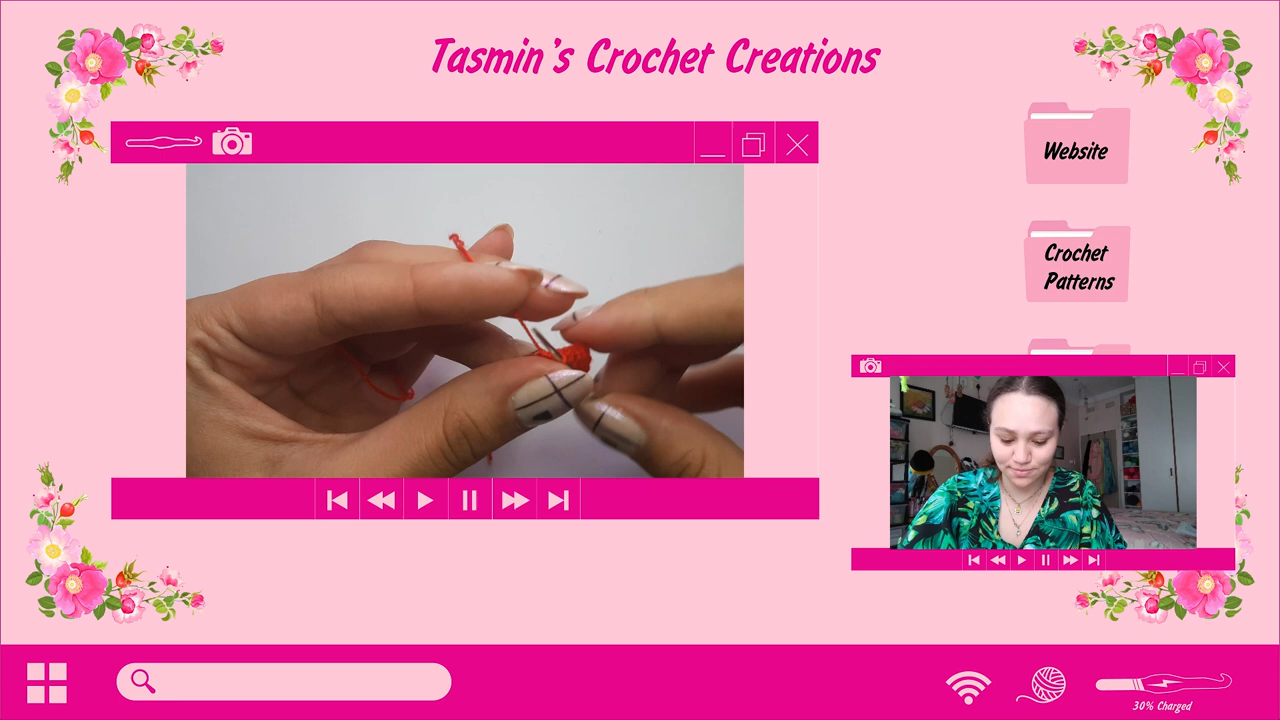 Tasmin's Crochet Creations
Website
Crochet
Patterns
30% Charged